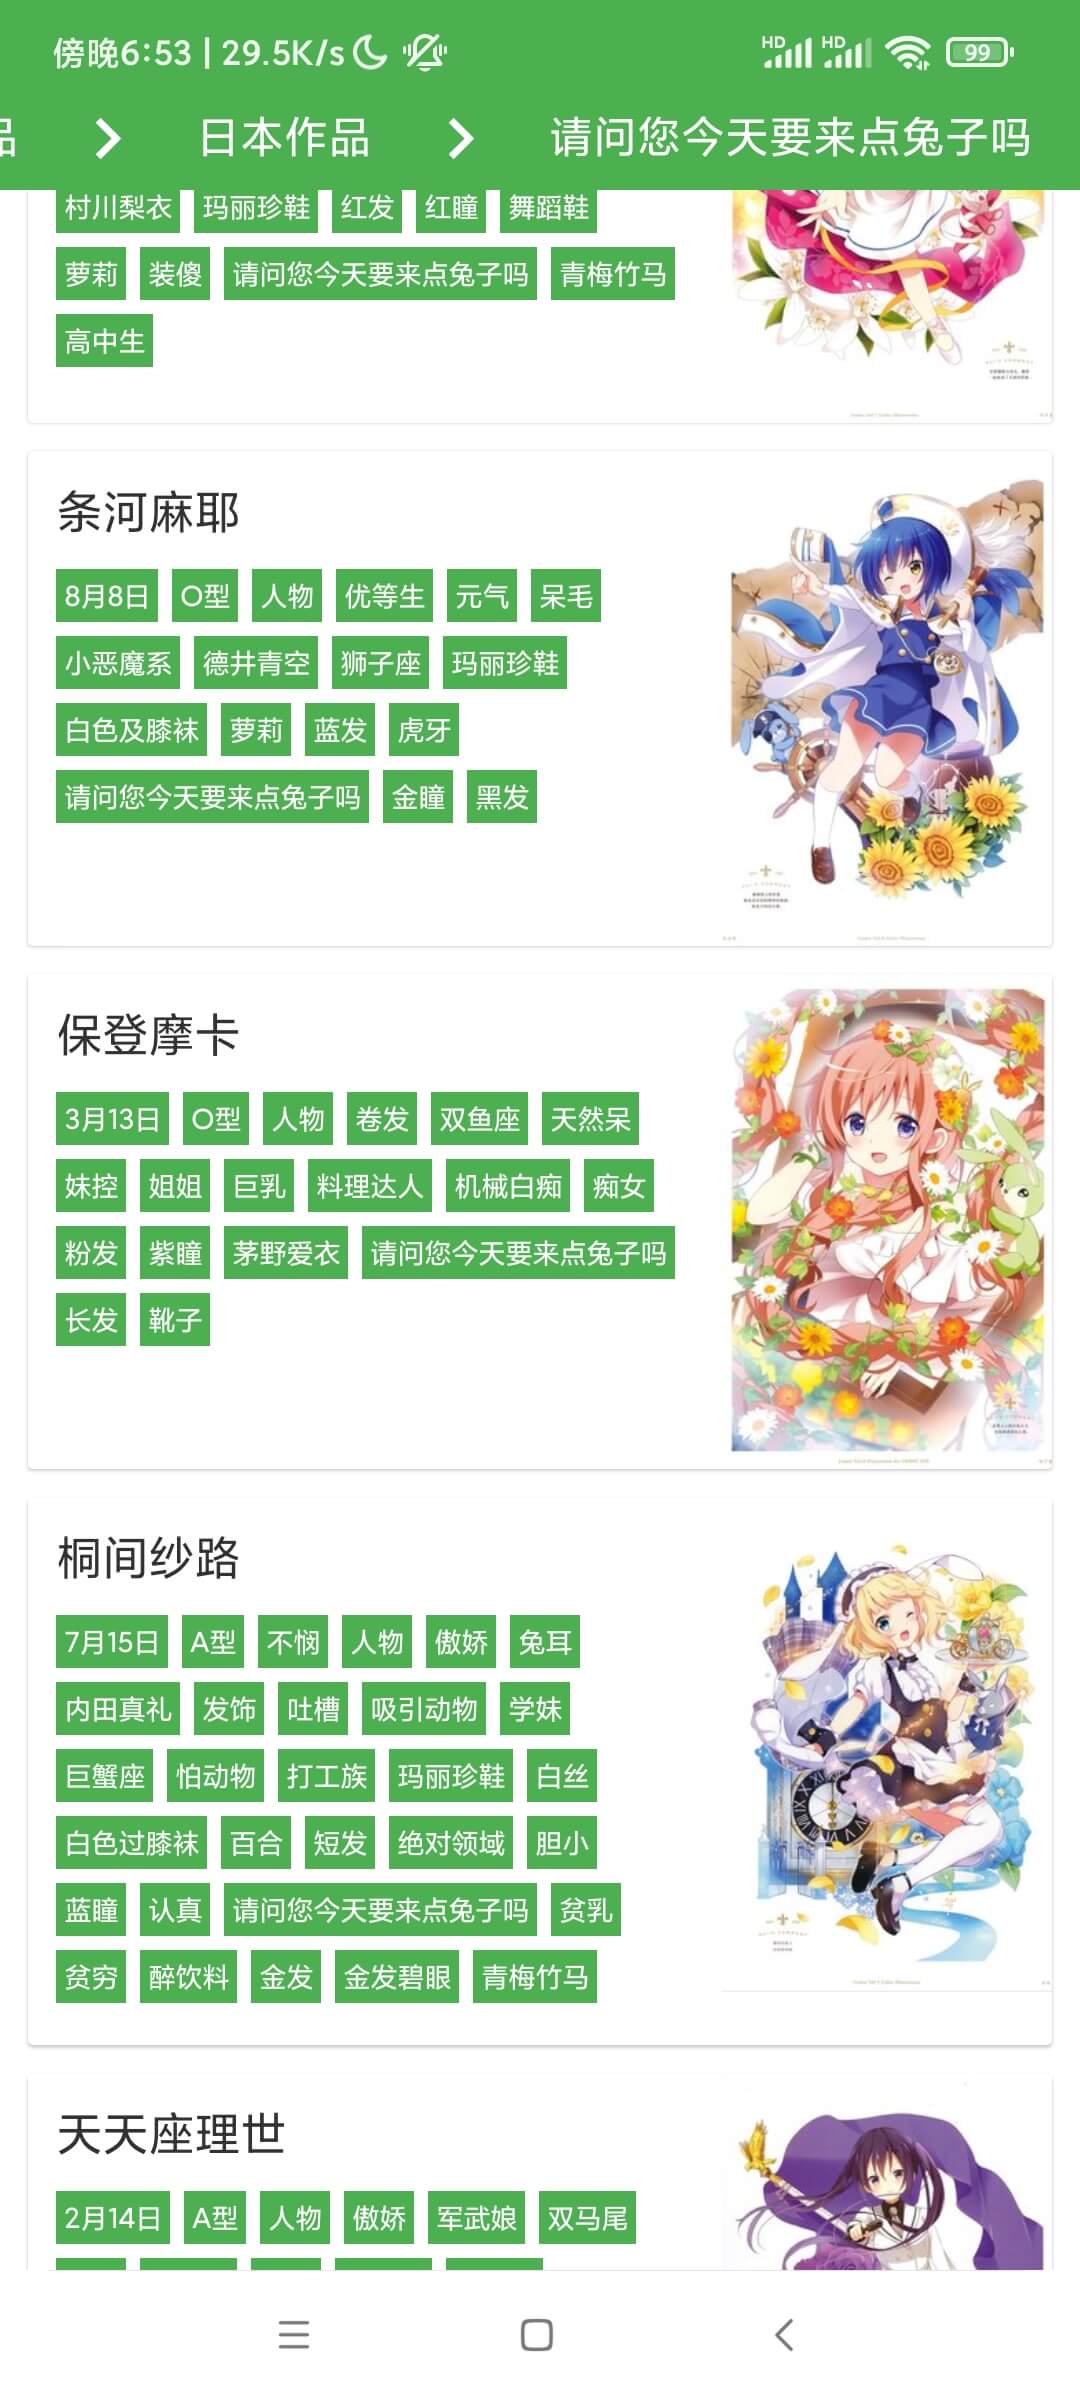 傍晚6:53 | 29.5K/s HD HD 99
品 日本作品 请问您今天要来点兔子吗
村川梨衣 玛丽珍鞋 红发 红瞳 舞蹈鞋
萝莉 装傻 请问您今天要来点兔子吗 青梅竹马
高中生
条河麻耶
8月8日 O型 人物 优等生 元气 呆毛
小恶魔系 德井青空 狮子座 玛丽珍鞋
白色及膝袜 萝莉 蓝发 虎牙
请问您今天要来点兔子吗 金瞳 黑发
保登摩卡
3月13日 O型 人物 卷发 双鱼座 天然呆
妹控 姐姐 巨乳 料理达人 机械白痴 痴女
粉发 紫瞳 茅野爱衣 请问您今天要来点兔子吗
长发 靴子
桐间纱路
7月15日 A型 不悯 人物 傲娇 兔耳
内田真礼 发饰 吐槽 吸引动物 学妹
巨蟹座 怕动物 打工族 玛丽珍鞋 白丝
白色过膝袜 百合 短发 绝对领域 胆小
蓝瞳 认真 请问您今天要来点兔子吗 贫乳
贫穷 醉饮料 金发 金发碧眼 青梅竹马
天天座理世
2月14日 A型 人物 傲娇 军武娘 双马尾